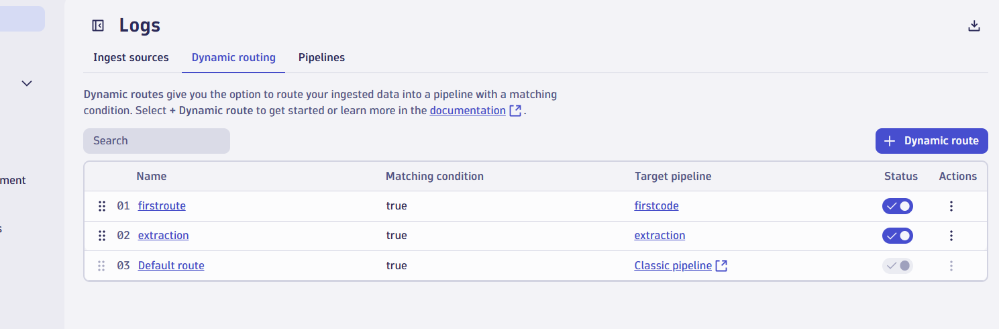 Logs
Ingest sources Dynamic routing Pipelines
Dynamic routes give you the option to route your ingested data into a pipeline with a matching
condition. Select + Dynamic route to get started or learn more in the documentation .
Search + Dynamic route
Name Matching condition Target pipeline Status Actions
ment
01 firstroute true firstcode
s
02 extraction true extraction
03 Default route true Classic pipeline